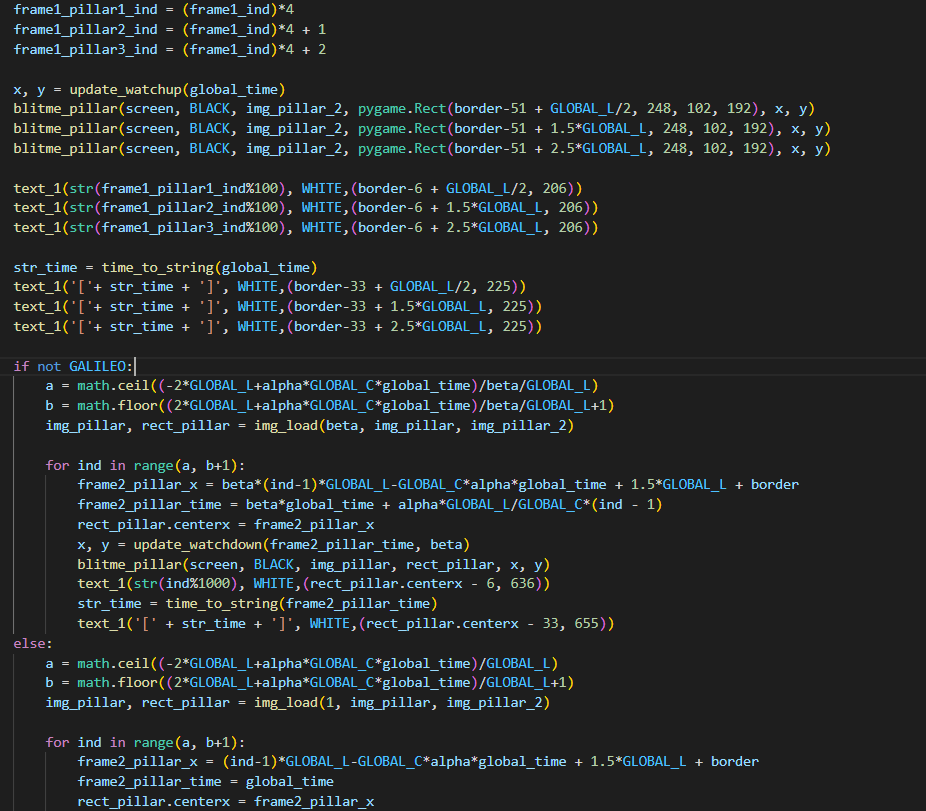 frame1_pillar1_ind = (frame1_ind)*4
frame1_pillar2_ind = (frame1_ind)*4 + 1
frame1_pillar3_ind = (frame1_ind)*4 + 2

x, y = update_watchup(global_time)
blitme_pillar(screen, BLACK, img_pillar_2, pygame.Rect(border-51 + GLOBAL_L/2, 248, 102, 192), x, y)
blitme_pillar(screen, BLACK, img_pillar_2, pygame.Rect(border-51 + 1.5*GLOBAL_L, 248, 102, 192), x, y)
blitme_pillar(screen, BLACK, img_pillar_2, pygame.Rect(border-51 + 2.5*GLOBAL_L, 248, 102, 192), x, y)

text_1(str(frame1_pillar1_ind%100), WHITE,(border-6 + GLOBAL_L/2, 206))
text_1(str(frame1_pillar2_ind%100), WHITE,(border-6 + 1.5*GLOBAL_L, 206))
text_1(str(frame1_pillar3_ind%100), WHITE,(border-6 + 2.5*GLOBAL_L, 206))

str_time = time_to_string(global_time)
text_1('['+ str_time + ']', WHITE,(border-33 + GLOBAL_L/2, 225))
text_1('['+ str_time + ']', WHITE,(border-33 + 1.5*GLOBAL_L, 225))
text_1('['+ str_time + ']', WHITE,(border-33 + 2.5*GLOBAL_L, 225))

if not GALILEO:
    a = math.ceil((-2*GLOBAL_L+alpha*GLOBAL_C*global_time)/beta/GLOBAL_L)
    b = math.floor((2*GLOBAL_L+alpha*GLOBAL_C*global_time)/beta/GLOBAL_L+1)
    img_pillar, rect_pillar = img_load(beta, img_pillar, img_pillar_2)

    for ind in range(a, b+1):
        frame2_pillar_x = beta*(ind-1)*GLOBAL_L-GLOBAL_C*alpha*global_time + 1.5*GLOBAL_L + border
        frame2_pillar_time = beta*global_time + alpha*GLOBAL_L/GLOBAL_C*(ind - 1)
        rect_pillar.centerx = frame2_pillar_x
        x, y = update_watchdown(frame2_pillar_time, beta)
        blitme_pillar(screen, BLACK, img_pillar, rect_pillar, x, y)
        text_1(str(ind%1000), WHITE,(rect_pillar.centerx - 6, 636))
        str_time = time_to_string(frame2_pillar_time)
        text_1('[' + str_time + ']', WHITE,(rect_pillar.centerx - 33, 655))
else:
    a = math.ceil((-2*GLOBAL_L+alpha*GLOBAL_C*global_time)/GLOBAL_L)
    b = math.floor((2*GLOBAL_L+alpha*GLOBAL_C*global_time)/GLOBAL_L+1)
    img_pillar, rect_pillar = img_load(1, img_pillar, img_pillar_2)

    for ind in range(a, b+1):
        frame2_pillar_x = (ind-1)*GLOBAL_L-GLOBAL_C*alpha*global_time + 1.5*GLOBAL_L + border
        frame2_pillar_time = global_time
        rect_pillar.centerx = frame2_pillar_x